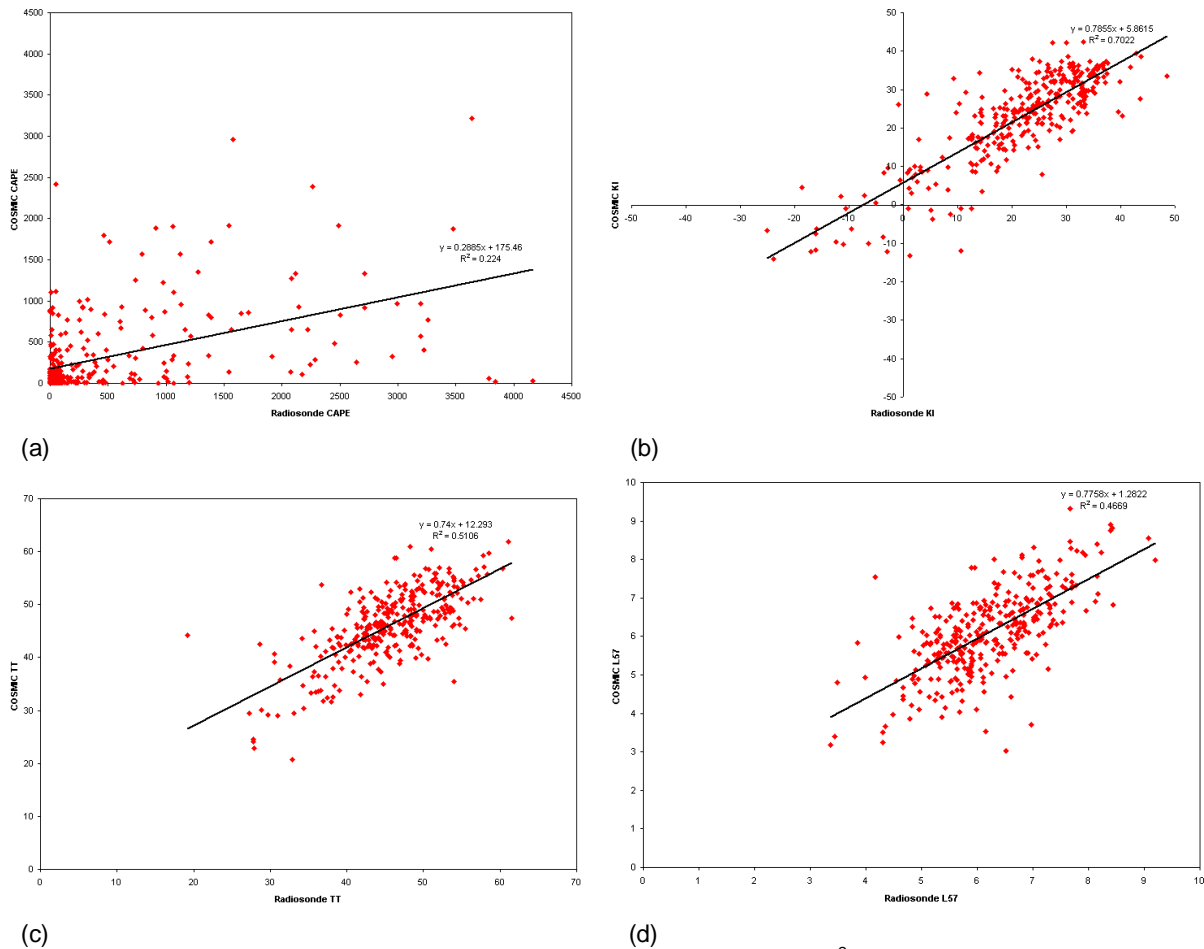 4500
4000
3500
3000
2500
2000
1500
1000
500
0
COSMIC CAPE
y = 0.2885x + 175.46
R² = 0.224
0 500 1000 1500 2000 2500 3000 3500 4000 4500
Radiosonde CAPE
(a)
50
40
30
20
10
0
-10
-20
-30
-40
-50
COSMIC KI
y = 0.7855x + 5.8615
R² = 0.7022
-50 -40 -30 -20 -10 0 10 20 30 40 50
Radiosonde KI
(b)
70
60
50
40
30
20
10
0
COSMIC TT
y = 0.74x + 12.293
R² = 0.5106
0 10 20 30 40 50 60 70
Radiosonde TT
(c)
10
9
8
7
6
5
4
3
2
1
0
COSMIC L57
y = 0.7758x + 1.2822
R² = 0.4669
0 1 2 3 4 5 6 7 8 9 10
Radiosonde L57
(d)